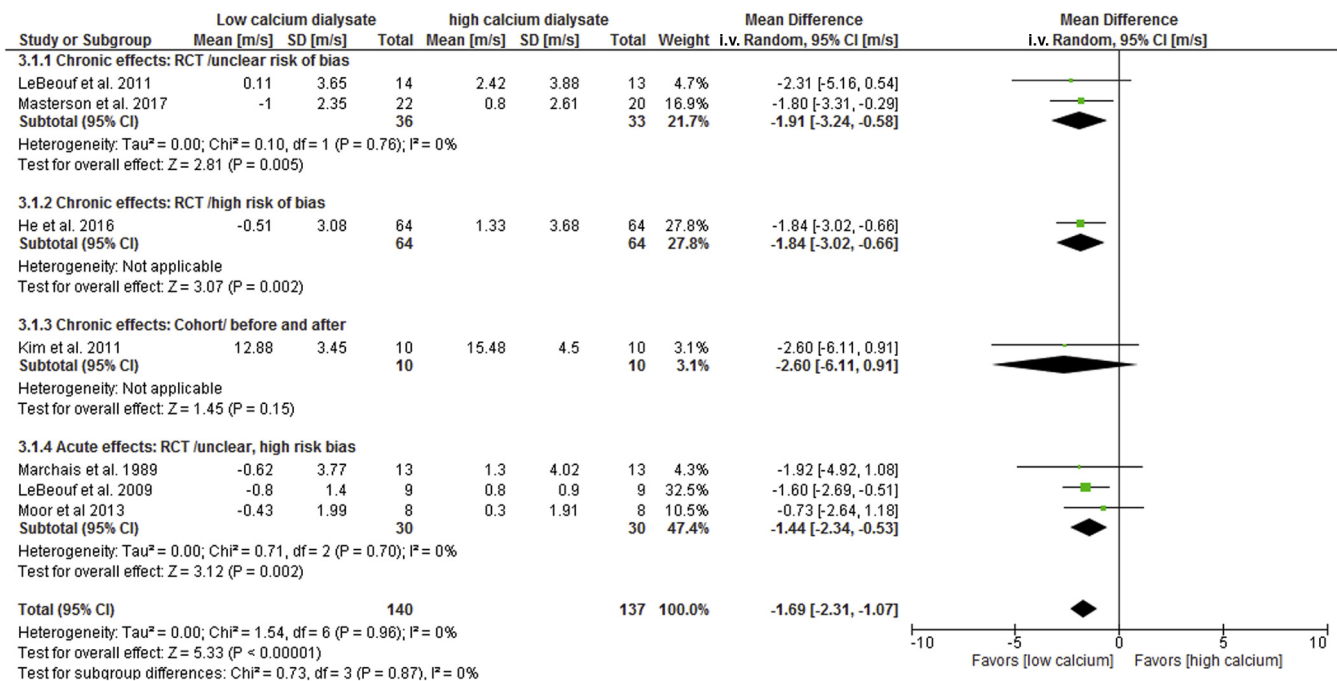 Low calcium dialysate high calcium dialysate Mean Difference Mean Difference
Study or Subgroup Mean [m/s] SD [m/s] Total Mean [m/s] SD [m/s] Total Weight i.v. Random, 95% CI [m/s] i.v. Random, 95% CI [m/s]
3.1.1 Chronic effects: RCT /unclear risk of bias
LeBeouf et al. 2011 0.11 3.65 14 2.42 3.88 13 4.7% -2.31 [-5.16, 0.54]
Masterson et al. 2017 -1 2.35 22 0.8 2.61 20 16.9% -1.80 [-3.31, -0.29]
Subtotal (95% CI) 36 33 21.7% -1.91 [-3.24, -0.58]
Heterogeneity: Tau² = 0.00; Chi² = 0.10, df = 1 (P = 0.76); I² = 0%
Test for overall effect: Z = 2.81 (P = 0.005)
3.1.2 Chronic effects: RCT /high risk of bias
He et al. 2016 -0.51 3.08 64 1.33 3.68 64 27.8% -1.84 [-3.02, -0.66]
Subtotal (95% CI) 64 64 27.8% -1.84 [-3.02, -0.66]
Heterogeneity: Not applicable
Test for overall effect: Z = 3.07 (P = 0.002)
3.1.3 Chronic effects: Cohort/ before and after
Kim et al. 2011 12.88 3.45 10 15.48 4.5 10 3.1% -2.60 [-6.11, 0.91]
Subtotal (95% CI) 10 10 3.1% -2.60 [-6.11, 0.91]
Heterogeneity: Not applicable
Test for overall effect: Z = 1.45 (P = 0.15)
3.1.4 Acute effects: RCT /unclear, high risk bias
Marchais et al. 1989 -0.62 3.77 13 1.3 4.02 13 4.3% -1.92 [-4.92, 1.08]
LeBeouf et al. 2009 -0.8 1.4 9 0.8 0.9 9 32.5% -1.60 [-2.69, -0.51]
Moor et al 2013 -0.43 1.99 8 0.3 1.91 8 10.5% -0.73 [-2.64, 1.18]
Subtotal (95% CI) 30 30 47.4% -1.44 [-2.34, -0.53]
Heterogeneity: Tau² = 0.00; Chi² = 0.71, df = 2 (P = 0.70); I² = 0%
Test for overall effect: Z = 3.12 (P = 0.002)
Total (95% CI) 140 137 100.0% -1.69 [-2.31, -1.07]
Heterogeneity: Tau² = 0.00; Chi² = 1.54, df = 6 (P = 0.96); I² = 0%
Test for overall effect: Z = 5.33 (P < 0.00001)
Test for subgroup differences: Chi² = 0.73, df = 3 (P = 0.87), I² = 0%
-10 -5 0 5 10
Favors [low calcium] Favors [high calcium]